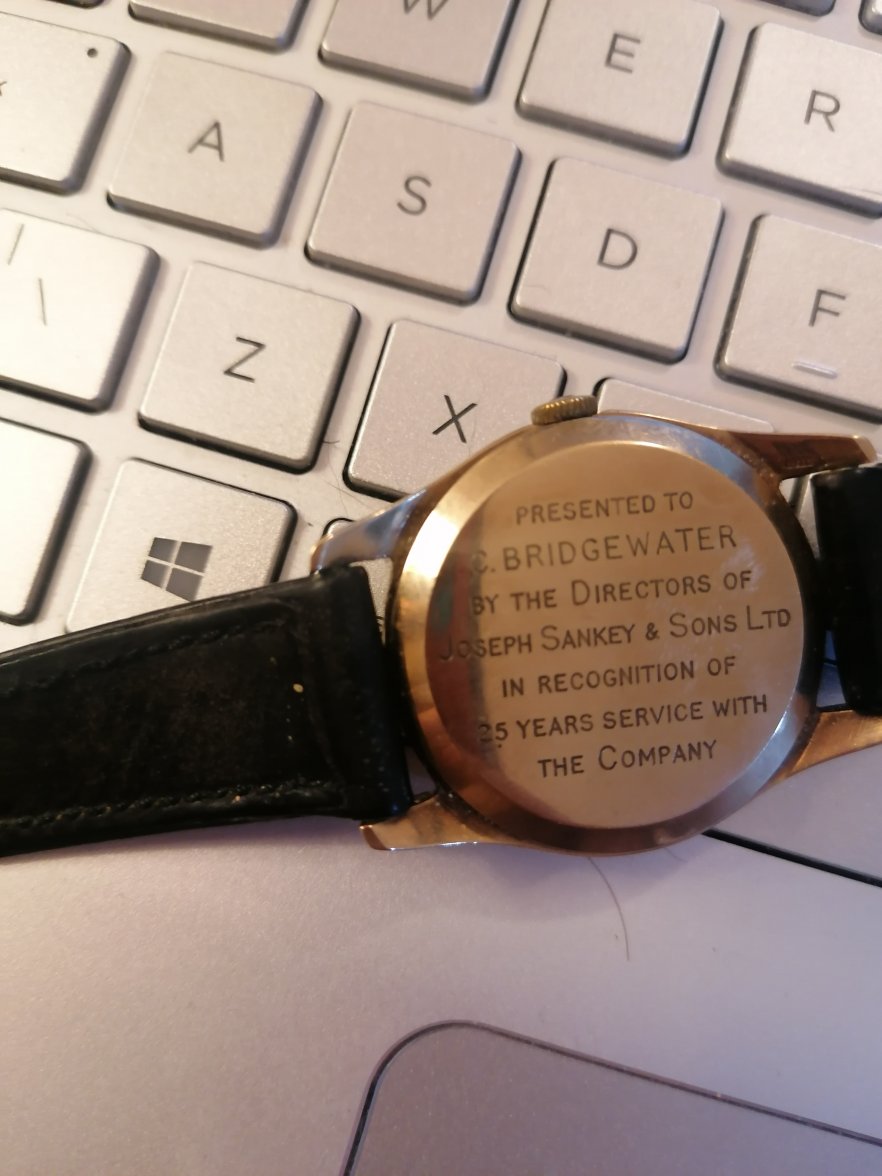 W
E
R
A
S
D
F
\
Z
X
PRESENTED TO
C. BRIDGEWATER
BY THE DIRECTORS OF
JOSEPH SANKEY & SONS LTD
IN RECOGNITION OF
25 YEARS SERVICE WITH
THE COMPANY